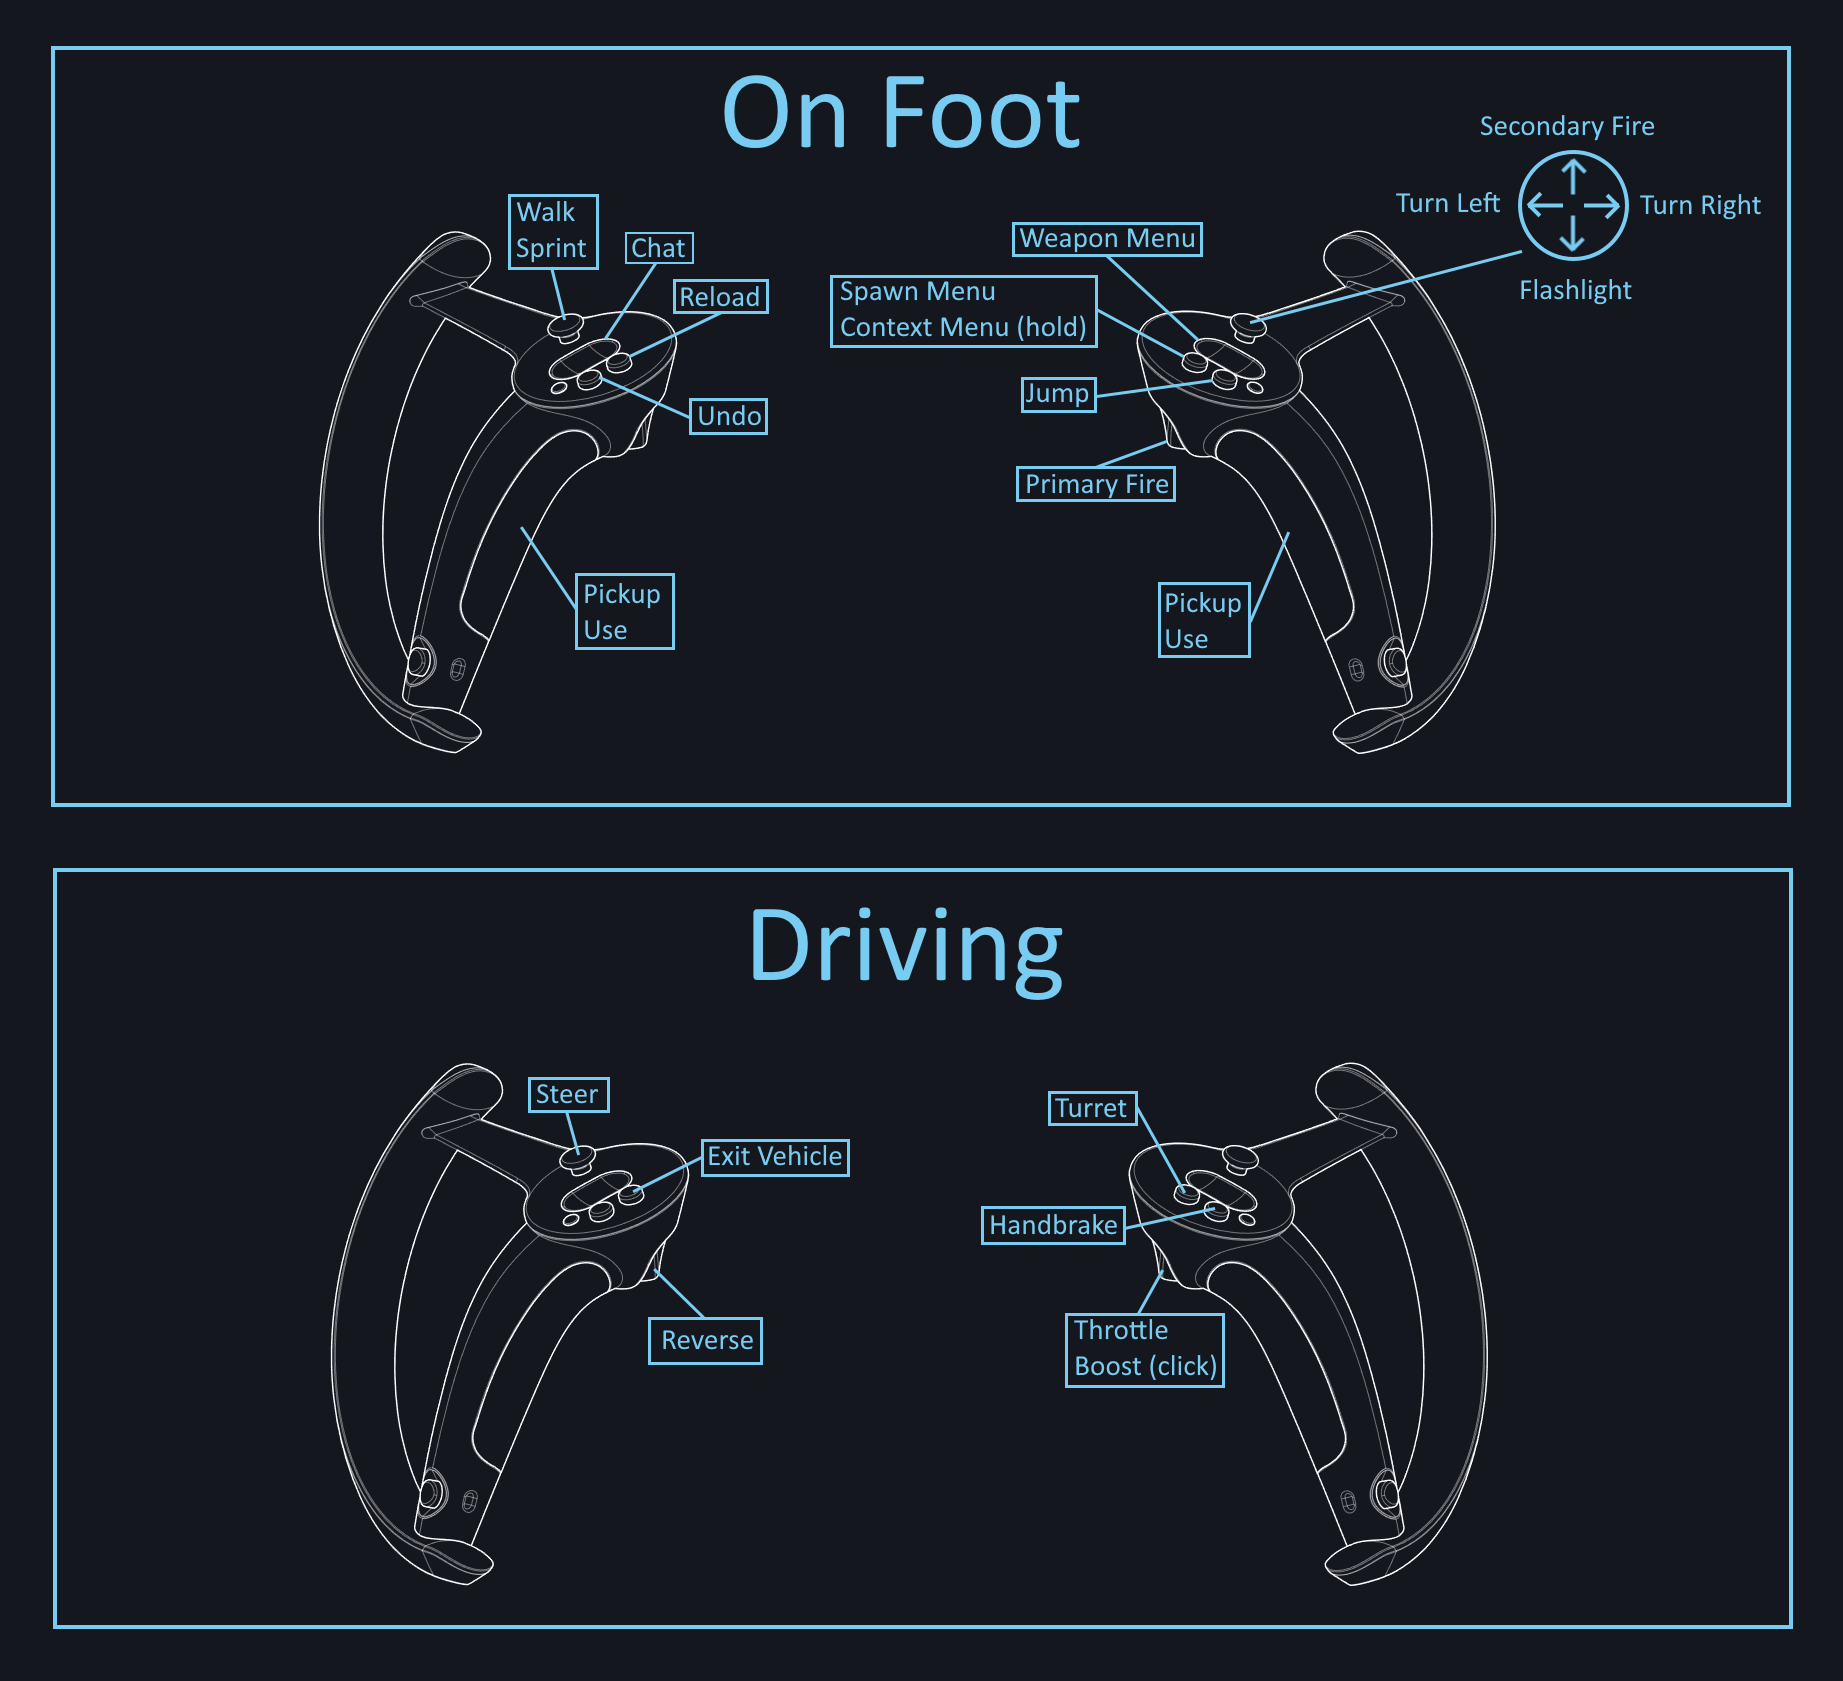 On Foot
Secondary Fire
Turn Left
Turn Right
Flashlight
Walk
Sprint
Chat
Reload
Undo
Pickup
Use
Weapon Menu
Spawn Menu
Context Menu (hold)
Jump
Primary Fire
Pickup
Use
Driving
Steer
Exit Vehicle
Reverse
Turret
Handbrake
Throttle
Boost (click)